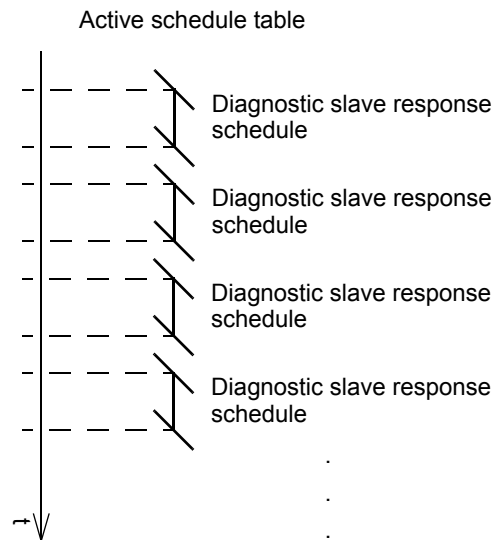 Active schedule table
Diagnostic slave response
schedule
Diagnostic slave response
schedule
Diagnostic slave response
schedule
Diagnostic slave response
schedule
.
.
.
t